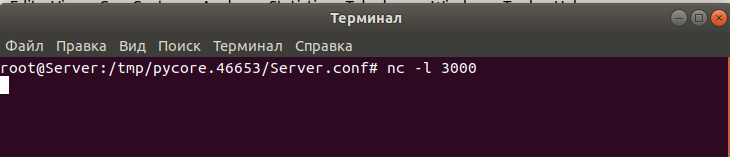 Терминал
Файл Правка Вид Поиск Терминал Справка
root@Server:/tmp/pycore.46653/Server.conf# nc -l 3000